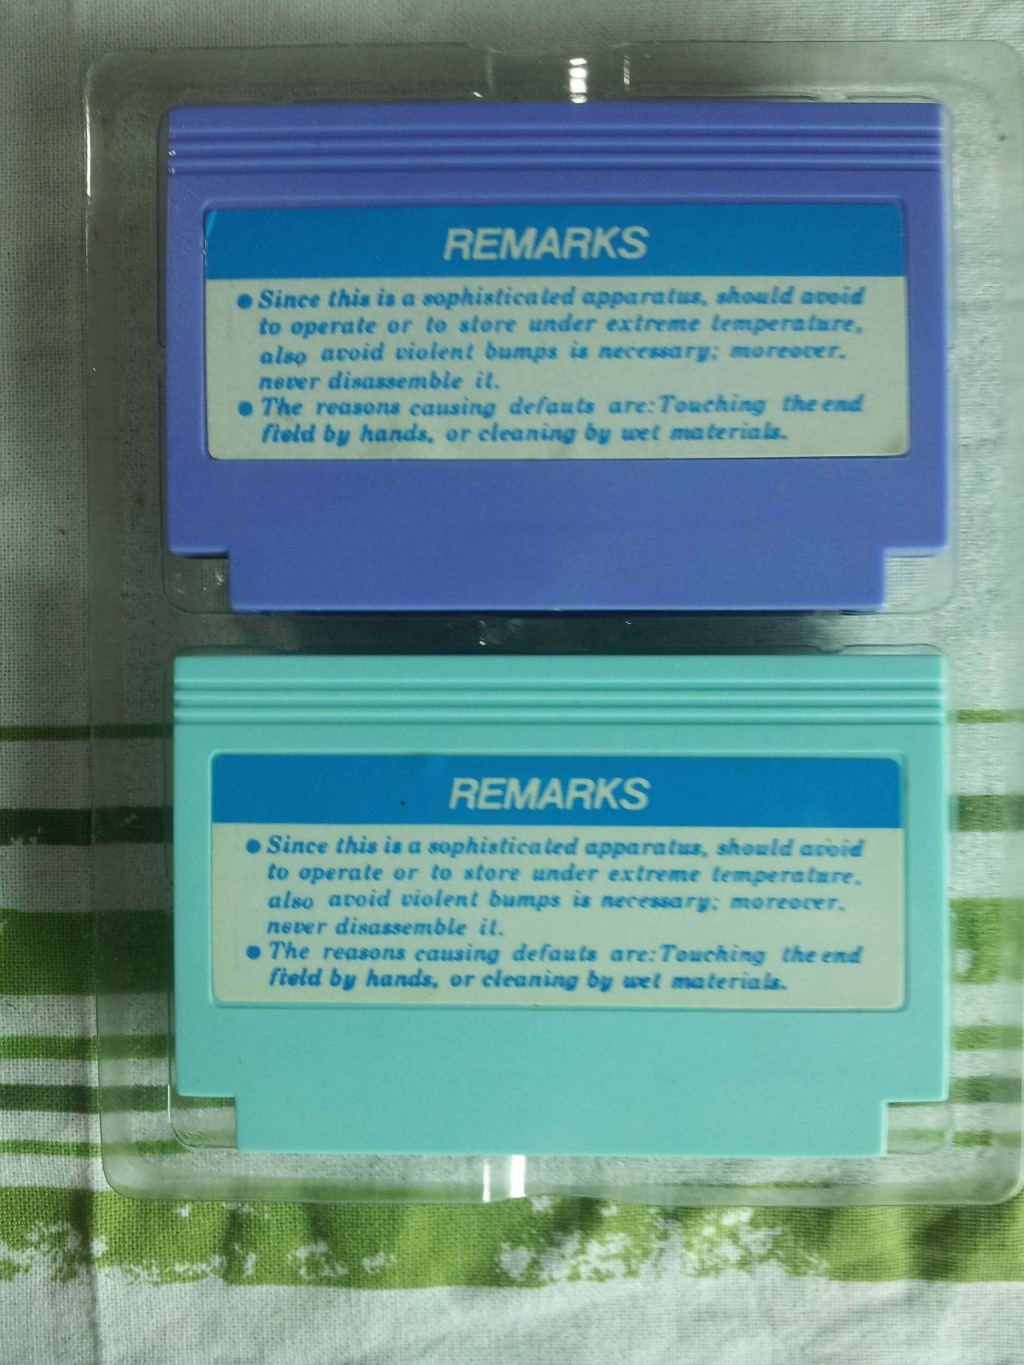 REMARKS
● Since this is a sophisticated apparatus, should avoid
to operate or to store under extreme temperature,
also avoid violent bumps is necessary; moreover,
never disassemble it.
● The reasons causing defauts are:Touching the end
field by hands, or cleaning by wet materials.
REMARKS
● Since this is a sophisticated apparatus, should avoid
to operate or to store under extreme temperature,
also avoid violent bumps is necessary; moreover,
never disassemble it.
● The reasons causing defauts are:Touching the end
field by hands, or cleaning by wet materials.